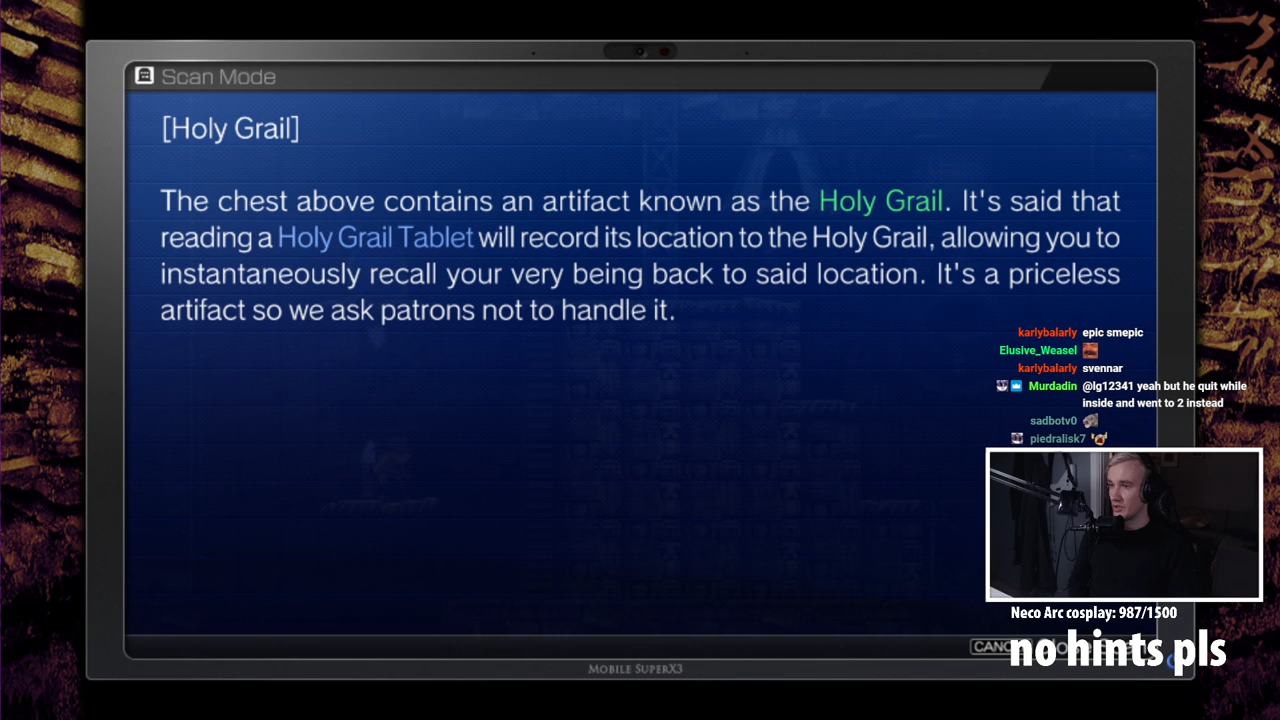 Scan Mode
[Holy Grail]
The chest above contains an artifact known as the Holy Grail. It's said that
reading a Holy Grail Tablet will record its location to the Holy Grail, allowing you to
instantaneously recall your very being back to said location. It's a priceless
artifact so we ask patrons not to handle it.
karlybalarly epic smepic
Elusive_Weasel
karlybalarly svennar
Murdadin @lg12341 yeah but he quit while
inside and went to 2 instead
sadbotv0
piedralisk7
Neco Arc cosplay: 987/1500
no hints pls
MOBILE SUPERX3